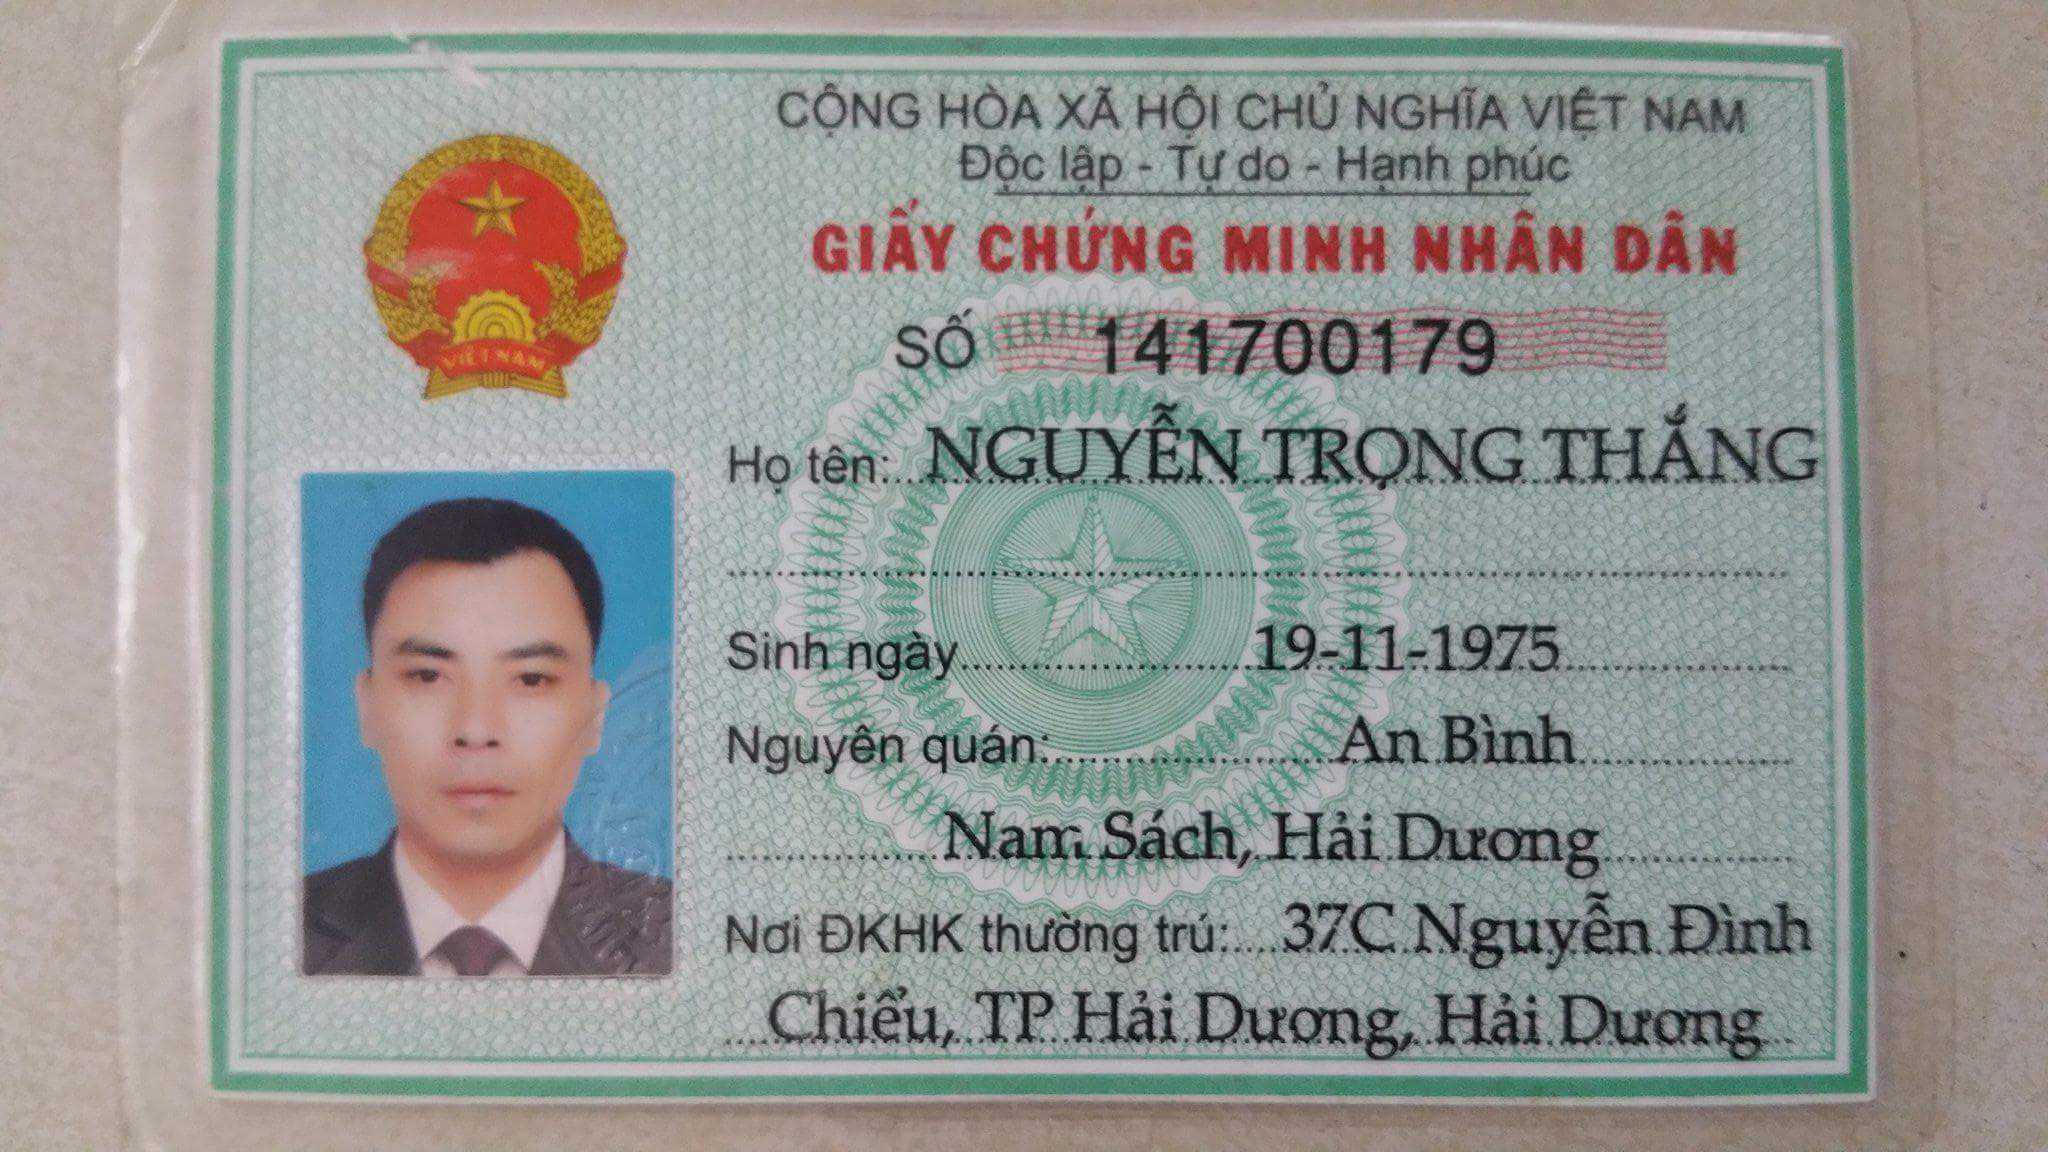 CỘNG HÒA XÃ HỘI CHỦ NGHĨA VIỆT NAM
Độc lập - Tự do - Hạnh phúc
GIẤY CHỨNG MINH NHÂN DÂN
SỐ 141700179
VIỆT NAM
Họ tên: NGUYỄN TRỌNG THẮNG
Sinh ngày 19-11-1975
Nguyên quán: An Bình
Nam Sách, Hải Dương
Nơi ĐKHK thường trú: 37C Nguyễn Đình
Chiểu, TP Hải Dương, Hải Dương